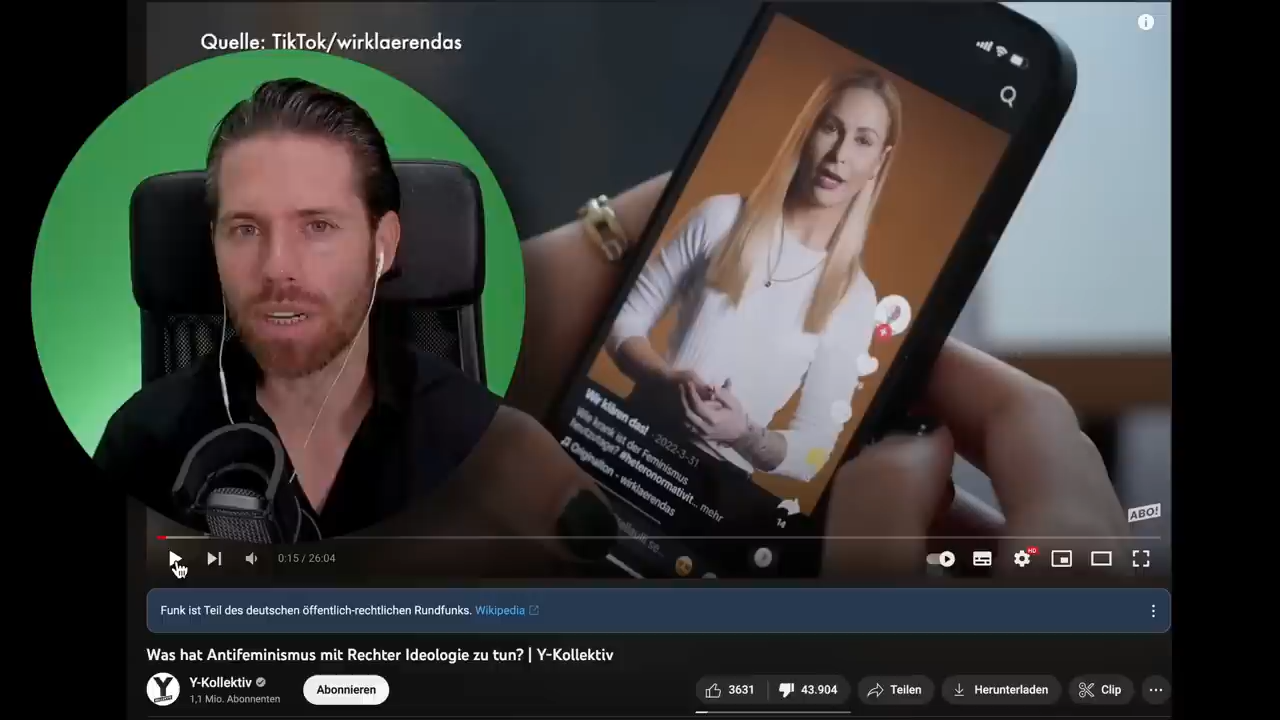 Quelle: TikTok/wirklaerendas
Wir klären das! · 2022-3-31
Wie krank ist der Feminismus
heutzutage? #heteronormativit... mehr
Originalton - wirklaerendas
14
ABO!
0:15 / 26:04
HD
Funk ist Teil des deutschen öffentlich-rechtlichen Rundfunks. Wikipedia
Was hat Antifeminismus mit Rechter Ideologie zu tun? | Y-Kollektiv
Y-Kollektiv
1,1 Mio. Abonnenten
Abonnieren
3631
43.904
Teilen
Herunterladen
Clip